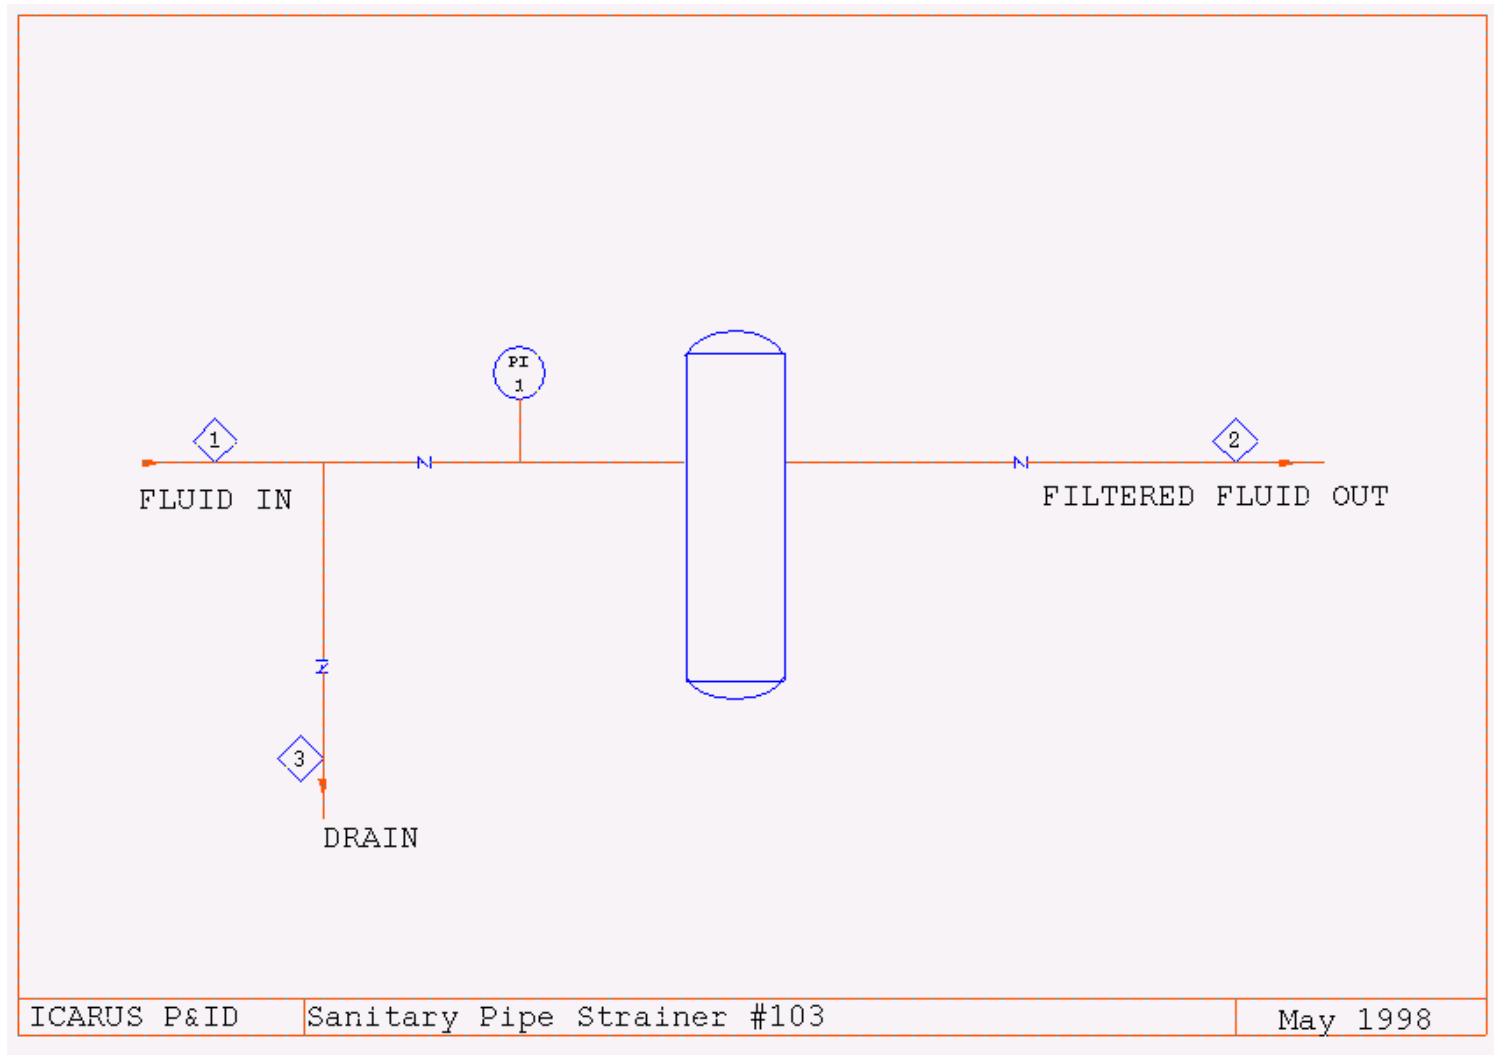 PI
1
1
2
FLUID IN
FILTERED FLUID OUT
3
DRAIN
ICARUS P&ID
Sanitary Pipe Strainer #103
May 1998